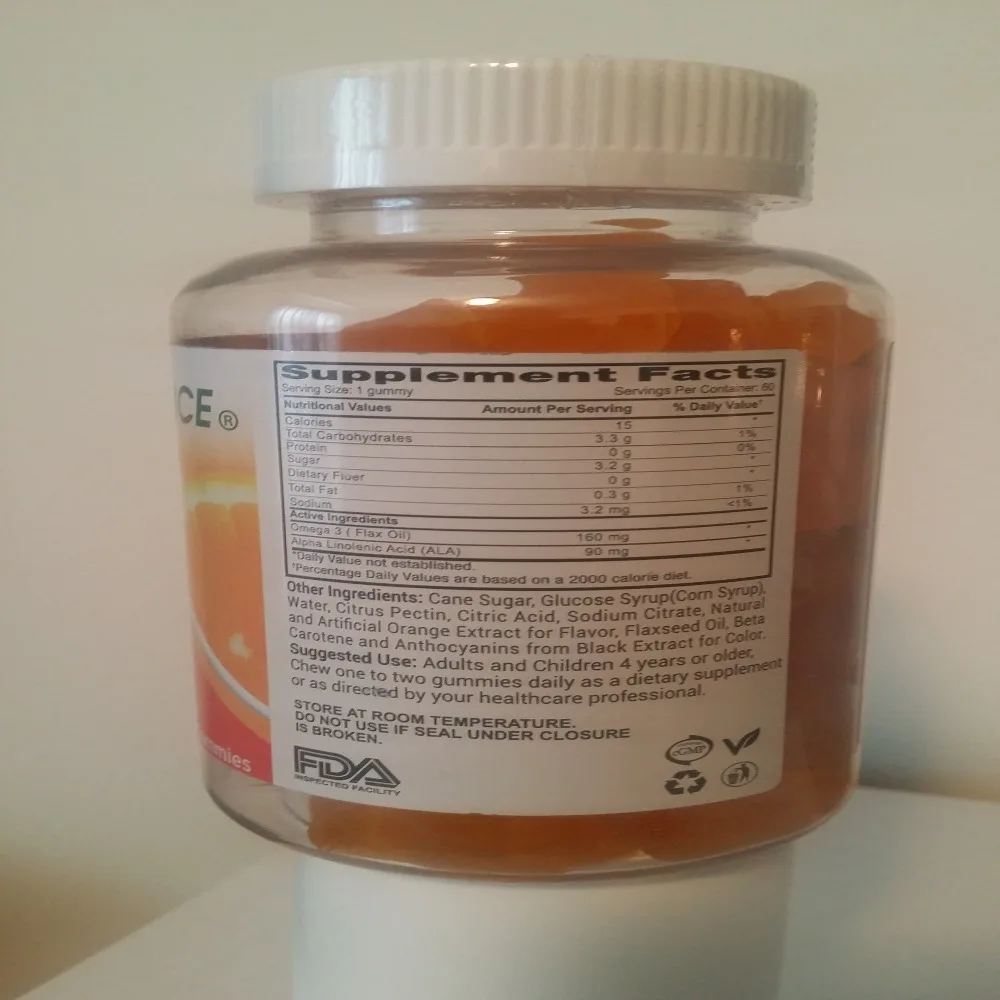 CE®
Supplement Facts
Serving Size: 1 gummy Servings Per Container: 60
Nutritional Values Amount Per Serving % Daily Value*
Calories 15 *
Total Carbohydrates 3.3 g 1%
Protein 0 g 0%
Sugar 3.2 g *
Dietary Fiuer 0 g *
Total Fat 0.3 g 1%
Sodium 3.2 mg <1%
Active Ingredients
Omega 3 ( Flax Oil) 160 mg *
Alpha Linolenic Acid (ALA) 90 mg *
*Daily Value not established.
*Percentage Daily Values are based on a 2000 calorie diet.
Other Ingredients: Cane Sugar, Glucose Syrup(Corn Syrup),
Water, Citrus Pectin, Citric Acid, Sodium Citrate, Natural
and Artificial Orange Extract for Flavor, Flaxseed Oil, Beta
Carotene and Anthocyanins from Black Extract for Color.
Suggested Use: Adults and Children 4 years or older,
Chew one to two gummies daily as a dietary supplement
or as directed by your healthcare professional.
STORE AT ROOM TEMPERATURE.
DO NOT USE IF SEAL UNDER CLOSURE
IS BROKEN.
mmies
FDA
INSPECTED FACILITY
cGMP